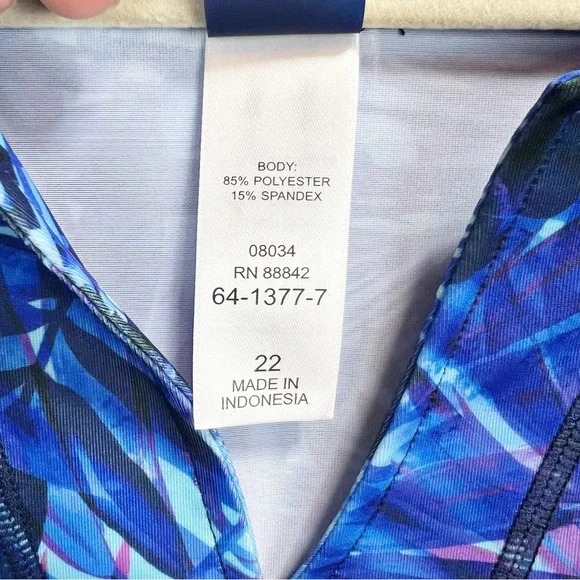 BODY:
85% POLYESTER
15% SPANDEX
08034
RN 88842
64-1377-7
22
MADE IN
INDONESIA